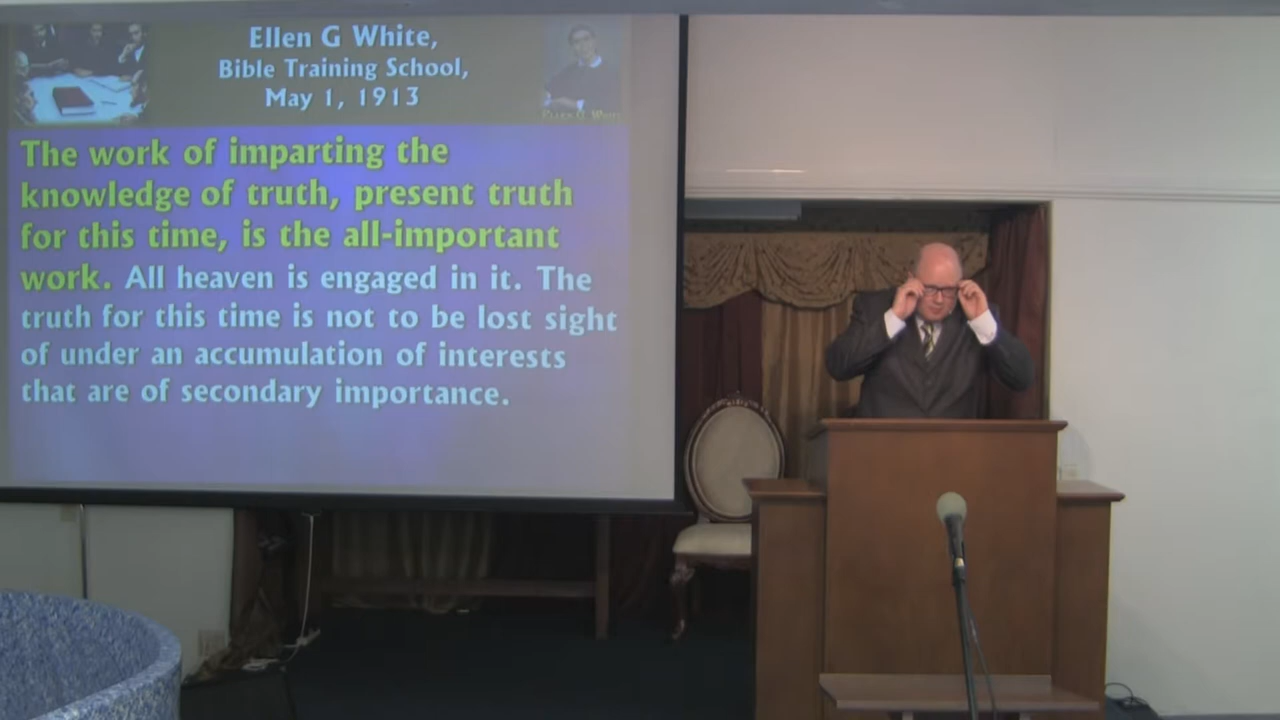 Ellen G White,
Bible Training School,
May 1, 1913
Ellen G. White
The work of imparting the
knowledge of truth, present truth
for this time, is the all-important
work. All heaven is engaged in it. The
truth for this time is not to be lost sight
of under an accumulation of interests
that are of secondary importance.